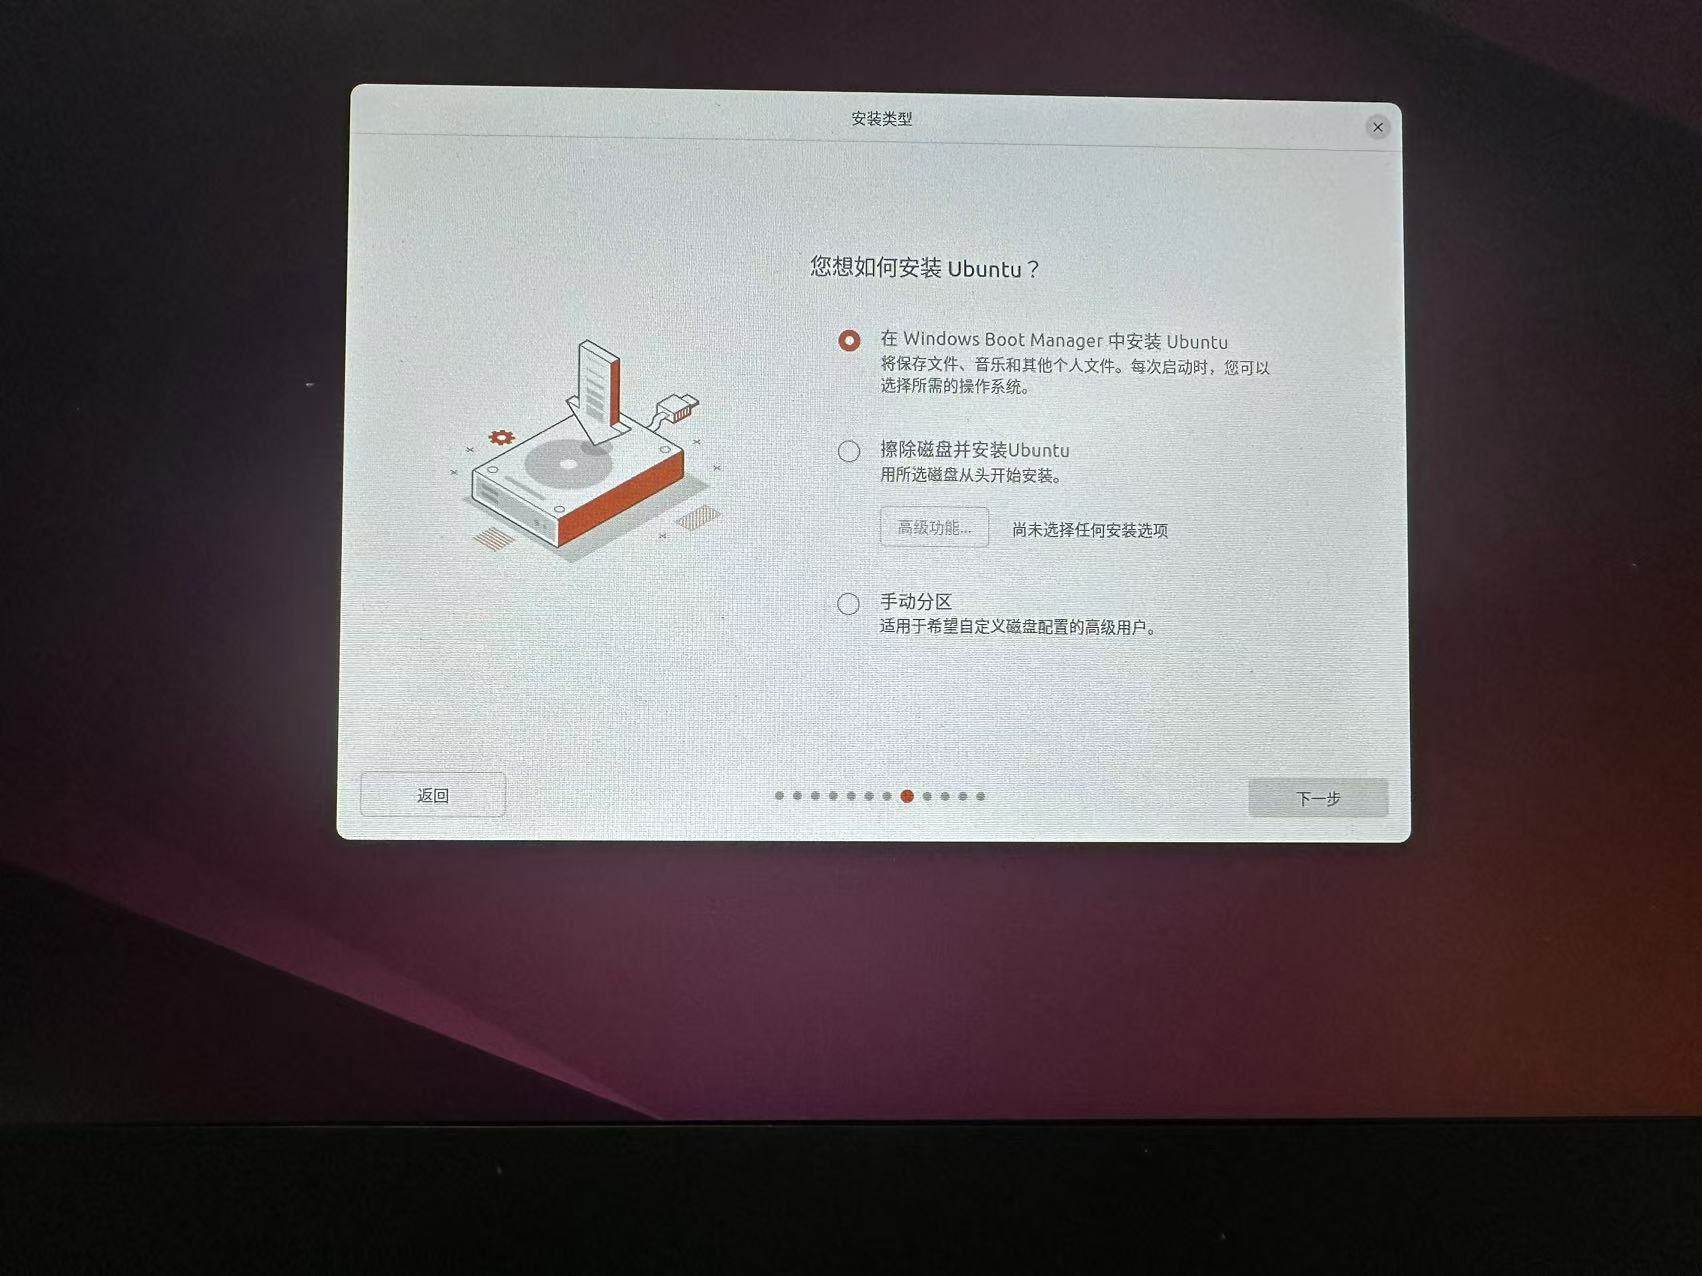 安装类型
您想如何安装 Ubuntu？
在 Windows Boot Manager 中安装 Ubuntu
将保存文件、音乐和其他个人文件。每次启动时，您可以
选择所需的操作系统。
擦除磁盘并安装Ubuntu
用所选磁盘从头开始安装。
高级功能... 尚未选择任何安装选项
手动分区
适用于希望自定义磁盘配置的高级用户。
返回 下一步